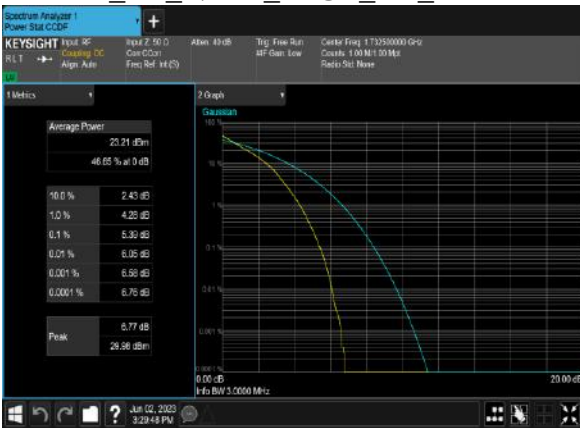 Spectrum Analyzer 1
Power Stat CCDF
+
KEYSIGHT Input: RF Input Z: 50 Ω Atten: 40 dB Trig: Free Run Center Freq: 1.732500000 GHz
RLT Coupling: DC Corr CCorr #IF Gain: Low Counts: 1.00 M/1.00 Mpt
Align: Auto Freq Ref: Int (S) Radio Std: None
1 Metrics 2 Graph
Gaussian
Average Power
23.21 dBm
46.65 % at 0 dB
10.0 % 2.43 dB
1.0 % 4.28 dB
0.1 % 5.39 dB
0.01 % 6.05 dB
0.001 % 6.58 dB
0.0001 % 6.76 dB
Peak
6.77 dB
29.98 dBm
100 %
10 %
1 %
0.1 %
0.01 %
0.001 %
0.0001 %
0.00 dB 20.00 dB
Info BW 3.0000 MHz
? Jun 02, 2023
3:29:48 PM